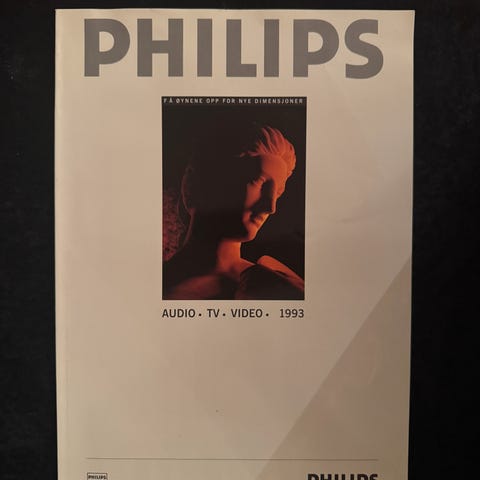 PHILIPS
FÅ ØYNENE OPP FOR NYE DIMENSJONER
AUDIO • TV • VIDEO • 1993
PHILIPS
PHILIPS